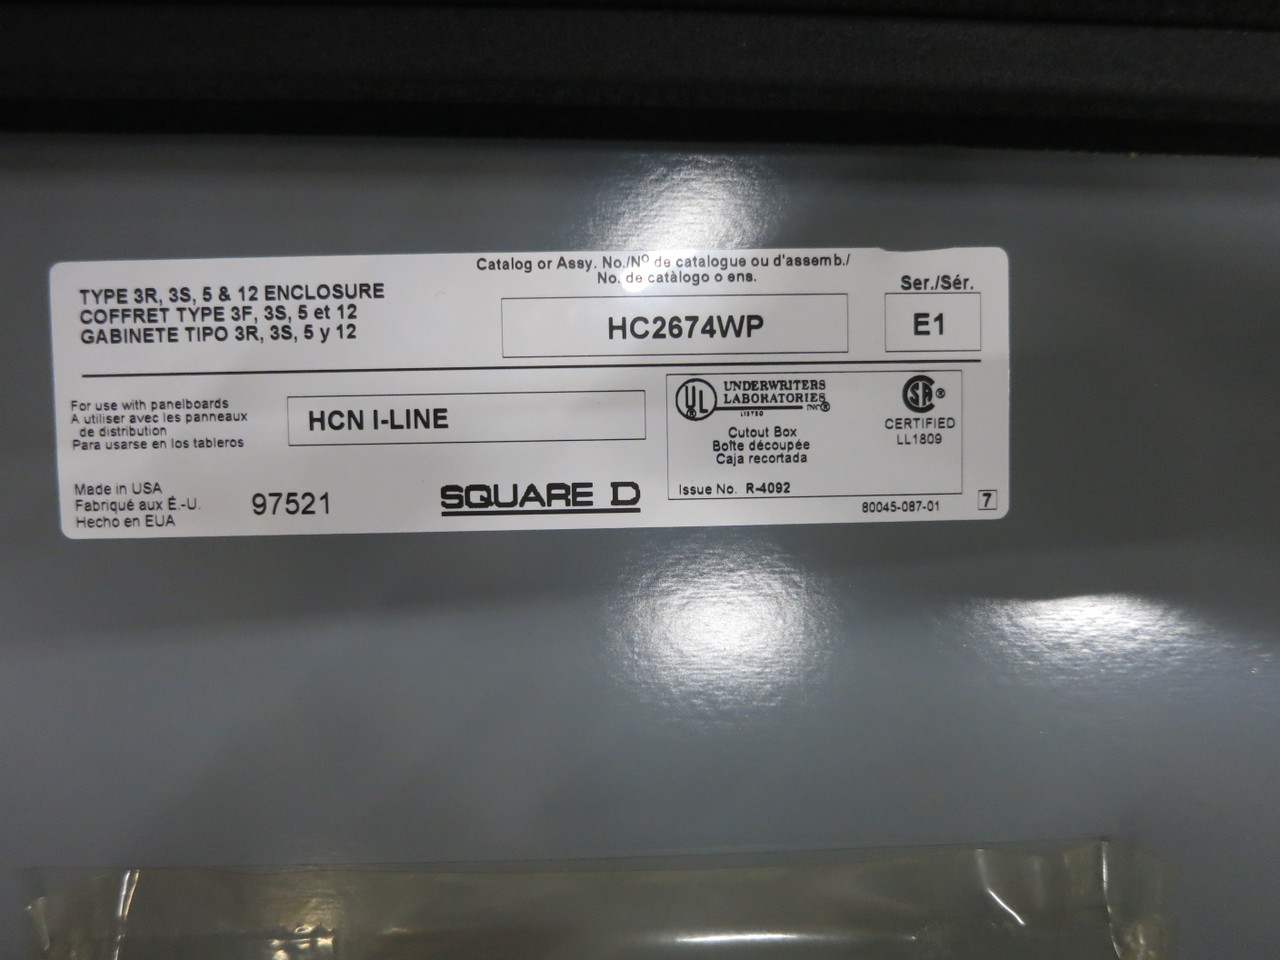 TYPE 3R, 3S, 5 & 12 ENCLOSURE
COFFRET TYPE 3F, 3S, 5 et 12
GABINETE TIPO 3R, 3S, 5 y 12
Catalog or Assy. No./Nº de catalogue ou d'assemb./
No. de catàlogo o ens.
HC2674WP
Ser./Sér.
E1
For use with panelboards
A utiliser avec les panneaux
de distribution
Para usarse en los tableros
HCN I-LINE
UL ®
UNDERWRITERS
LABORATORIES
INC®
LISTED
Cutout Box
Boîte découpée
Caja recortada
SA ®
CERTIFIED
LL1809
Issue No. R-4092
Made in USA
Fabriqué aux É.-U.
Hecho en EUA
97521
SQUARE D
80045-087-01
7